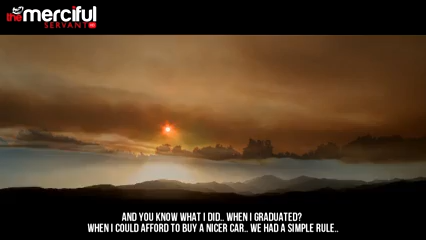 the merciful
SERVANT HD
AND YOU KNOW WHAT I DID.. WHEN I GRADUATED?
WHEN I COULD AFFORD TO BUY A NICER CAR.. WE HAD A SIMPLE RULE..